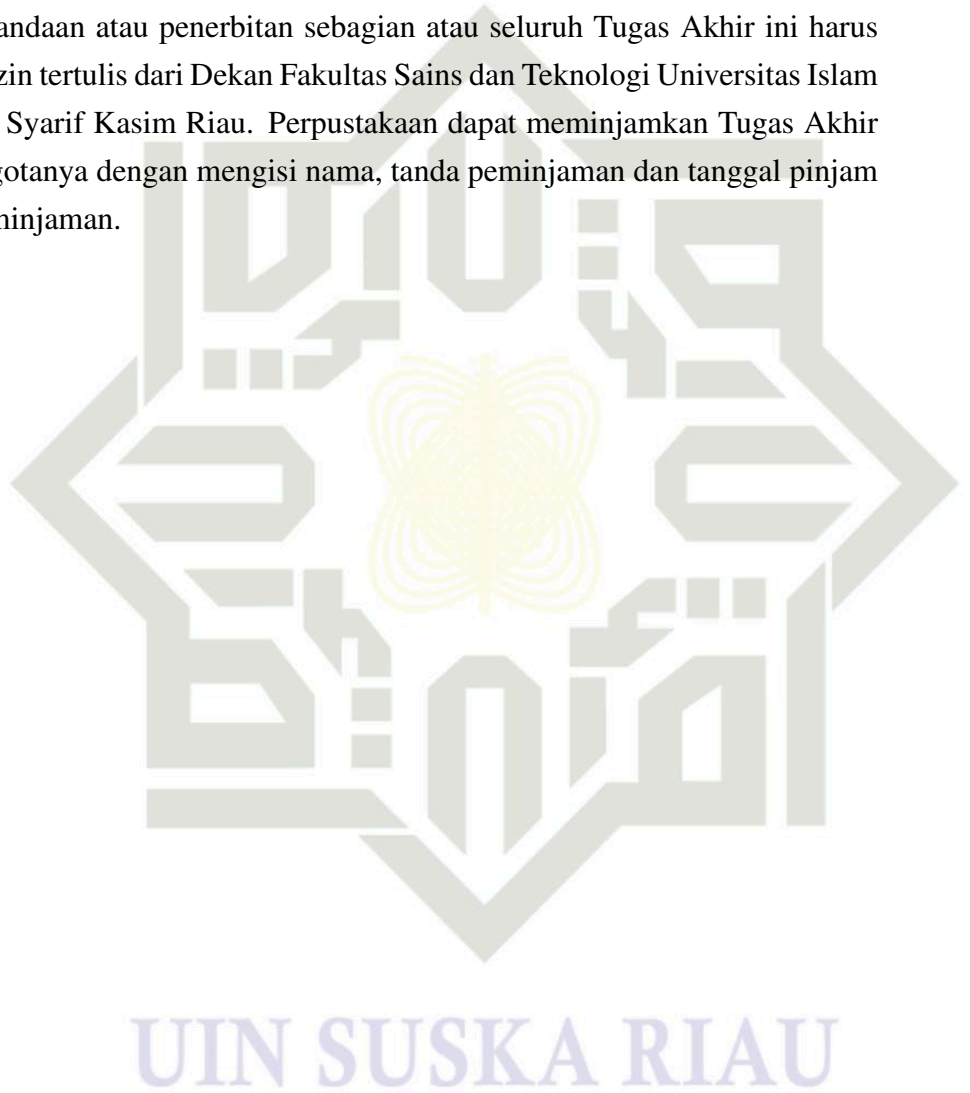 andaan atau penerbitan sebagian atau seluruh Tugas Akhir ini harus
zin tertulis dari Dekan Fakultas Sains dan Teknologi Universitas Islam
Syarif Kasim Riau. Perpustakaan dapat meminjamkan Tugas Akhir
gotanya dengan mengisi nama, tanda peminjaman dan tanggal pinjam
ninjaman.
UIN SUSKA RIAU